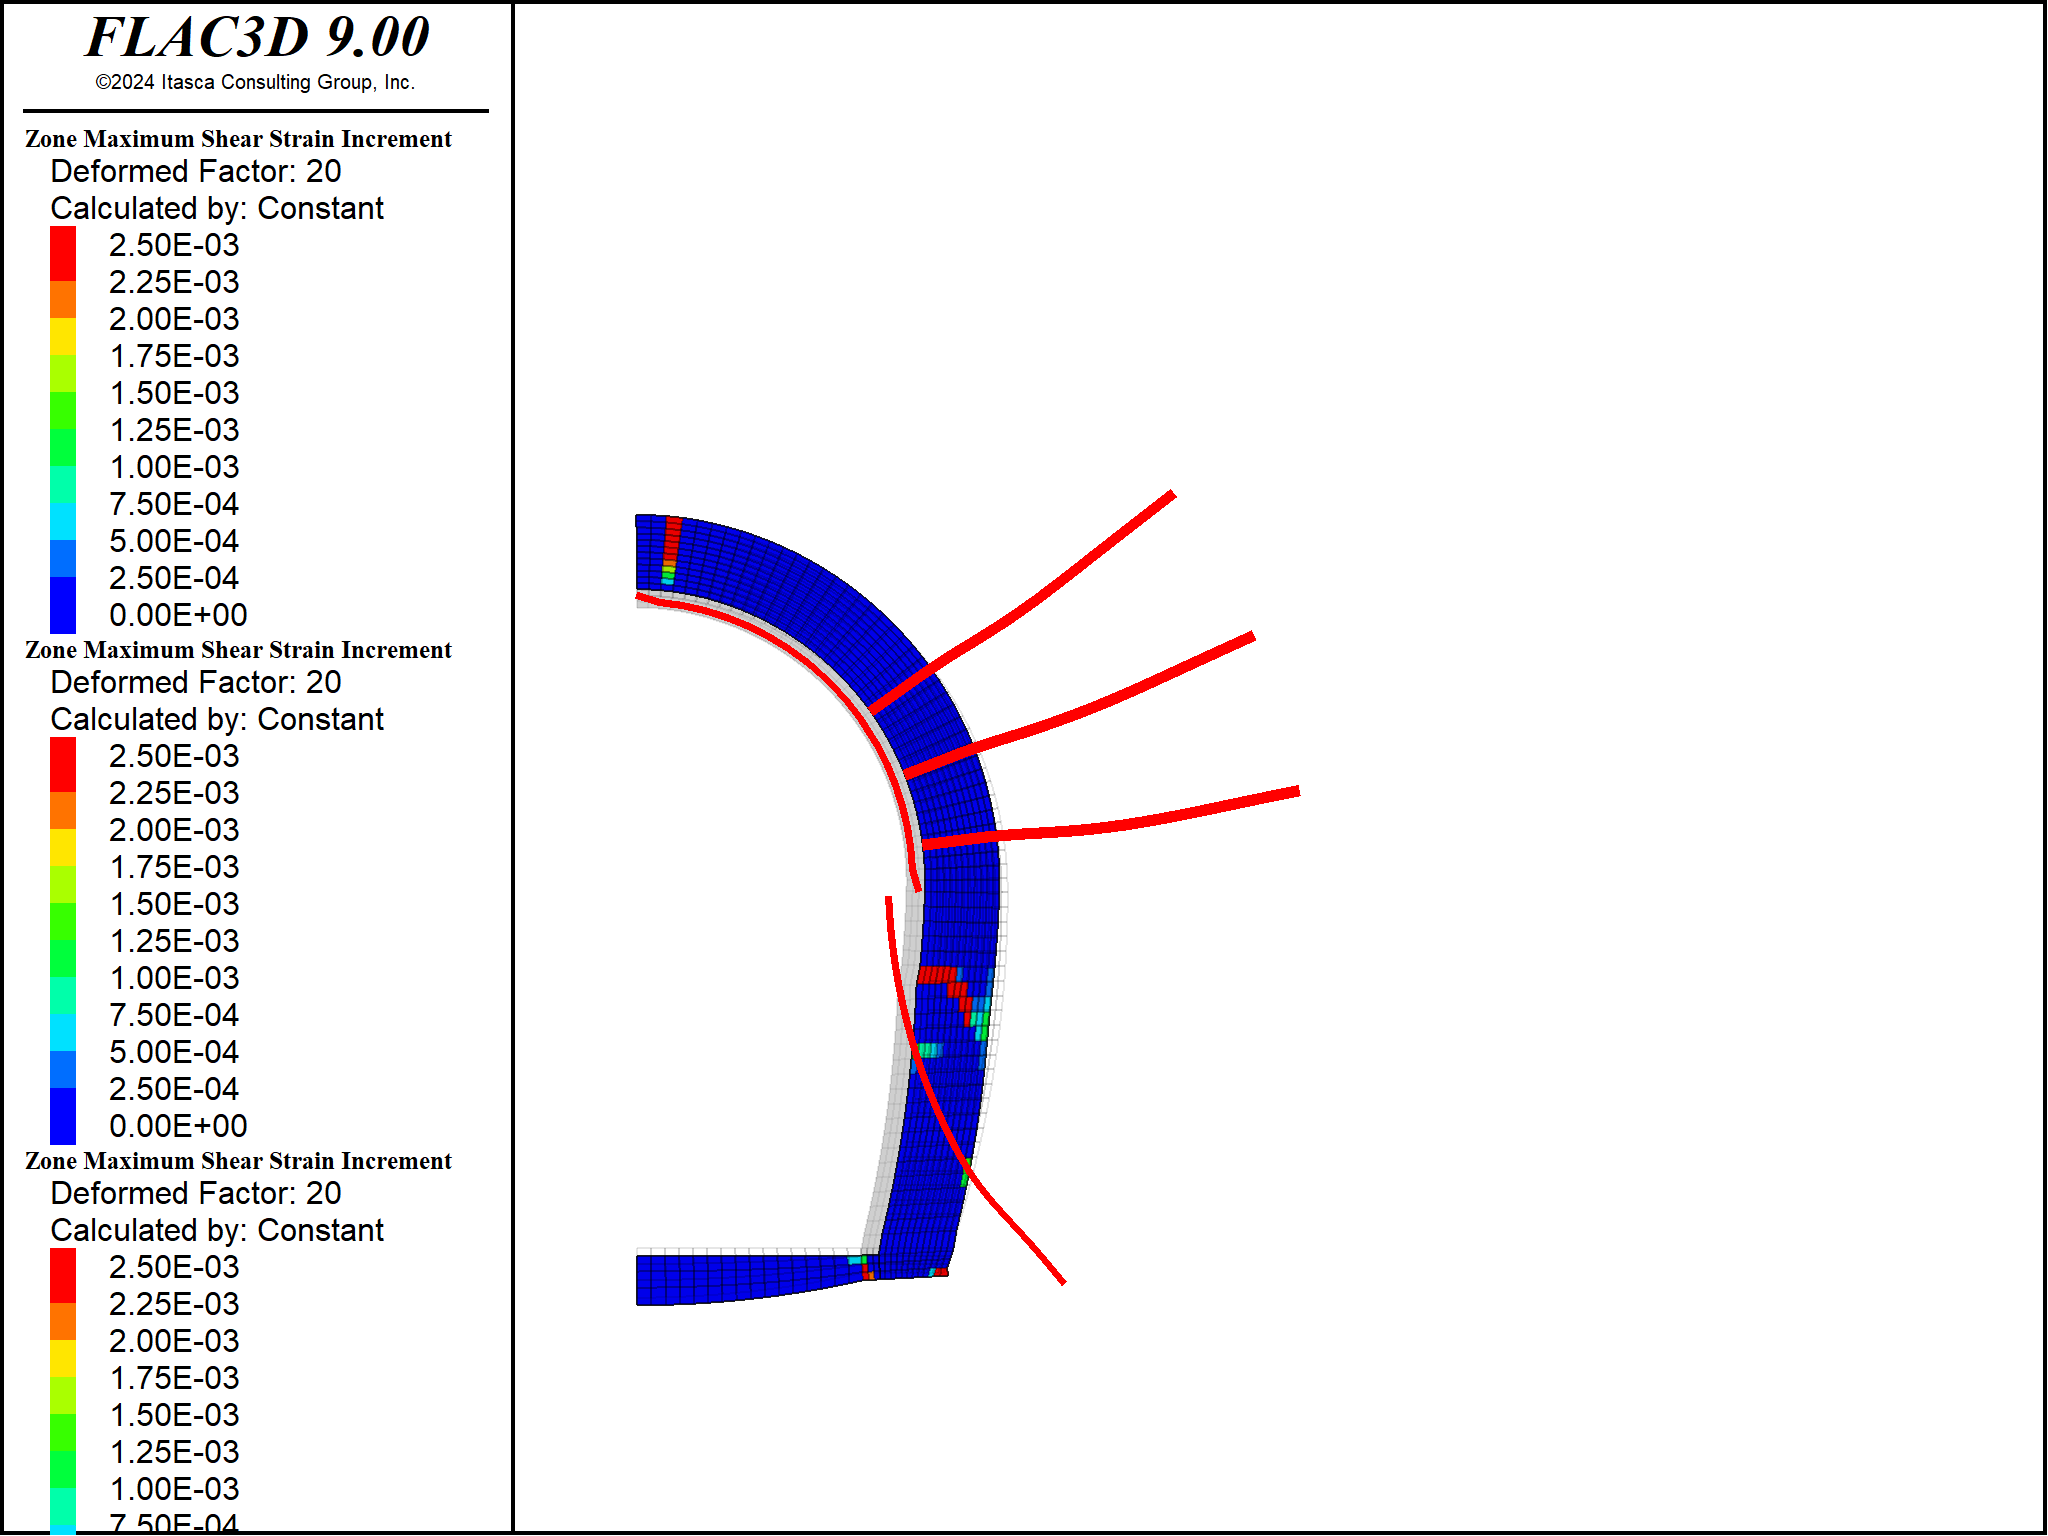 FLAC3D 9.00
©2024 Itasca Consulting Group, Inc.
Zone Maximum Shear Strain Increment
Deformed Factor: 20
Calculated by: Constant
2.50E-03
2.25E-03
2.00E-03
1.75E-03
1.50E-03
1.25E-03
1.00E-03
7.50E-04
5.00E-04
2.50E-04
0.00E+00
Zone Maximum Shear Strain Increment
Deformed Factor: 20
Calculated by: Constant
2.50E-03
2.25E-03
2.00E-03
1.75E-03
1.50E-03
1.25E-03
1.00E-03
7.50E-04
5.00E-04
2.50E-04
0.00E+00
Zone Maximum Shear Strain Increment
Deformed Factor: 20
Calculated by: Constant
2.50E-03
2.25E-03
2.00E-03
1.75E-03
1.50E-03
1.25E-03
1.00E-03
7.50E-04